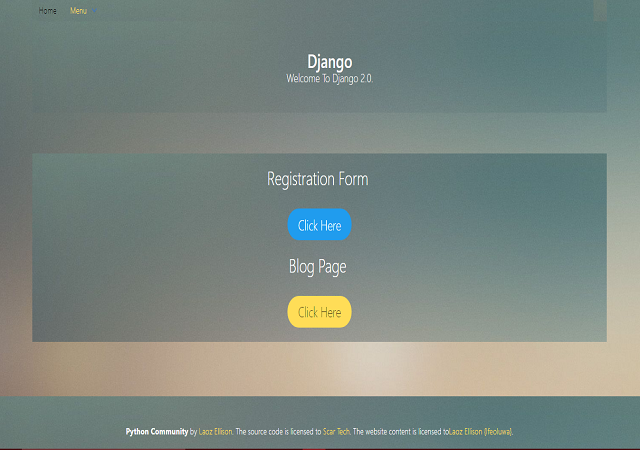 Home Menu
Django
Welcome To Django 2.0.
Registration Form
Click Here
Blog Page
Click Here
Python Community by Laoz Ellison. The source code is licensed to Scar Tech. The website content is licensed toLaoz Ellison (Ifeoluwa).